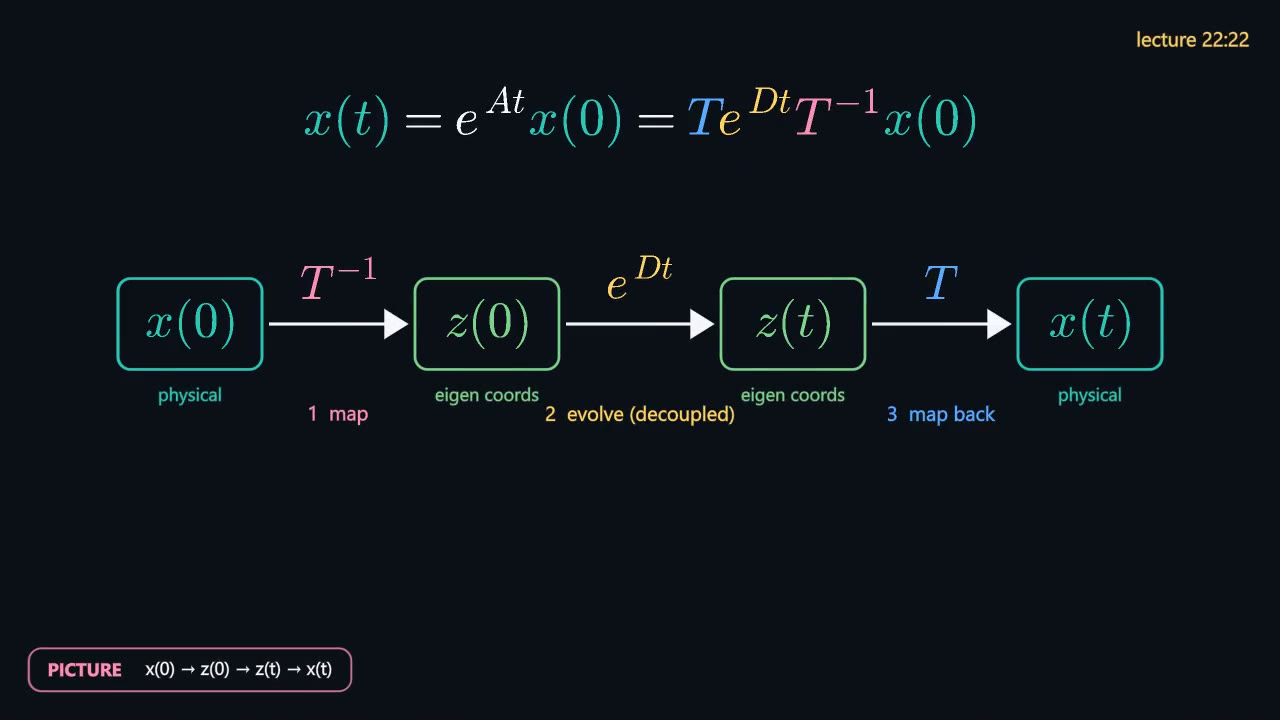 lecture 22:22
x(t) = e^{At}x(0) = Te^{Dt}T^{-1}x(0)
T^{-1} e^{Dt} T
x(0) z(0) z(t) x(t)
physical eigen coords eigen coords physical
1 map 2 evolve (decoupled) 3 map back
PICTURE x(0) → z(0) → z(t) → x(t)